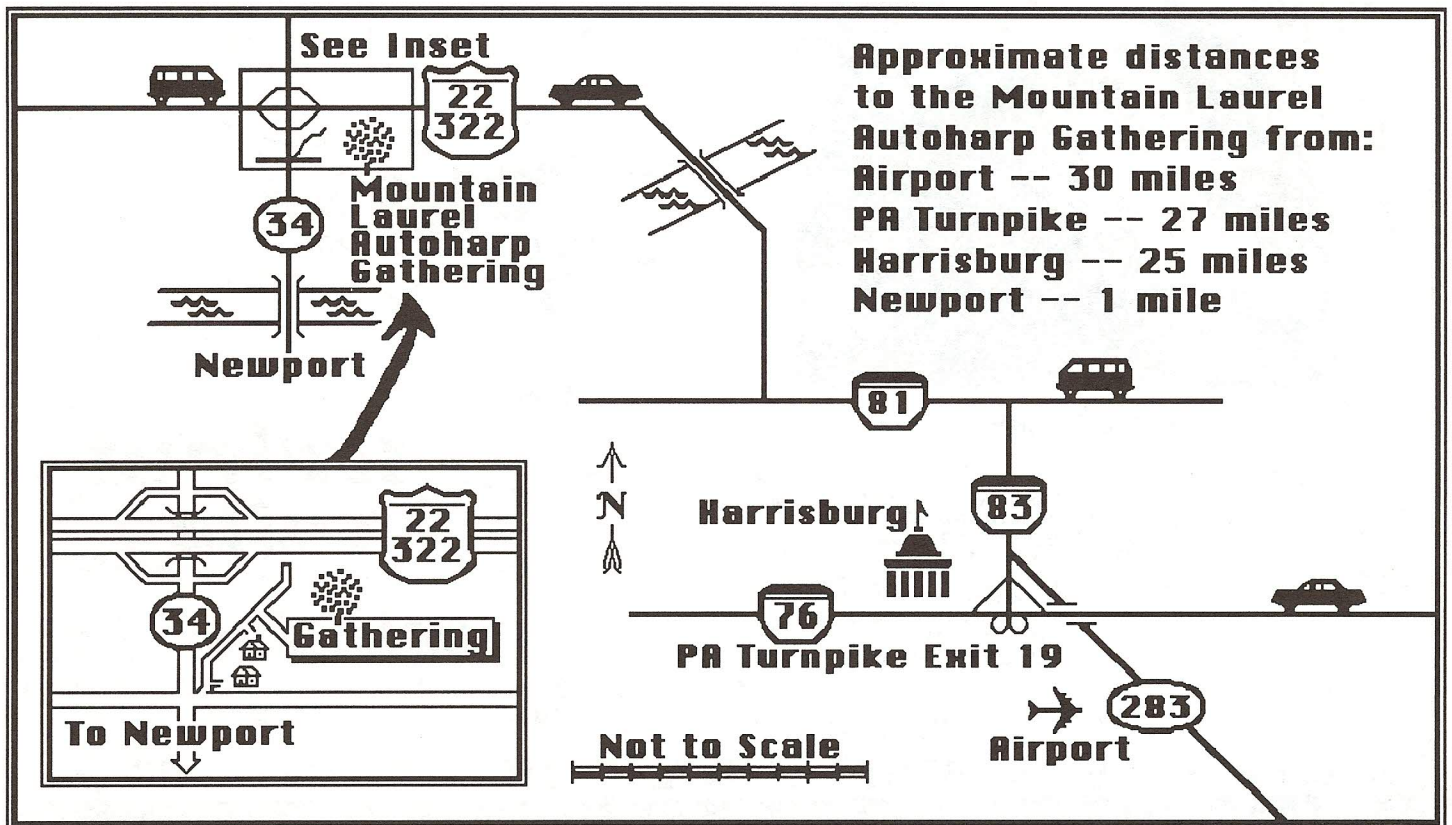 See Inset
22
322
Approximate distances
to the Mountain Laurel
Autoharp Gathering from:
Airport -- 30 miles
PA Turnpike -- 27 miles
Harrisburg -- 25 miles
Newport -- 1 mile
34
Mountain
Laurel
Autoharp
Gathering
Newport
81
N
Harrisburg
83
76
PA Turnpike Exit 19
283
Airport
Not to Scale
22
322
34
Gathering
To Newport